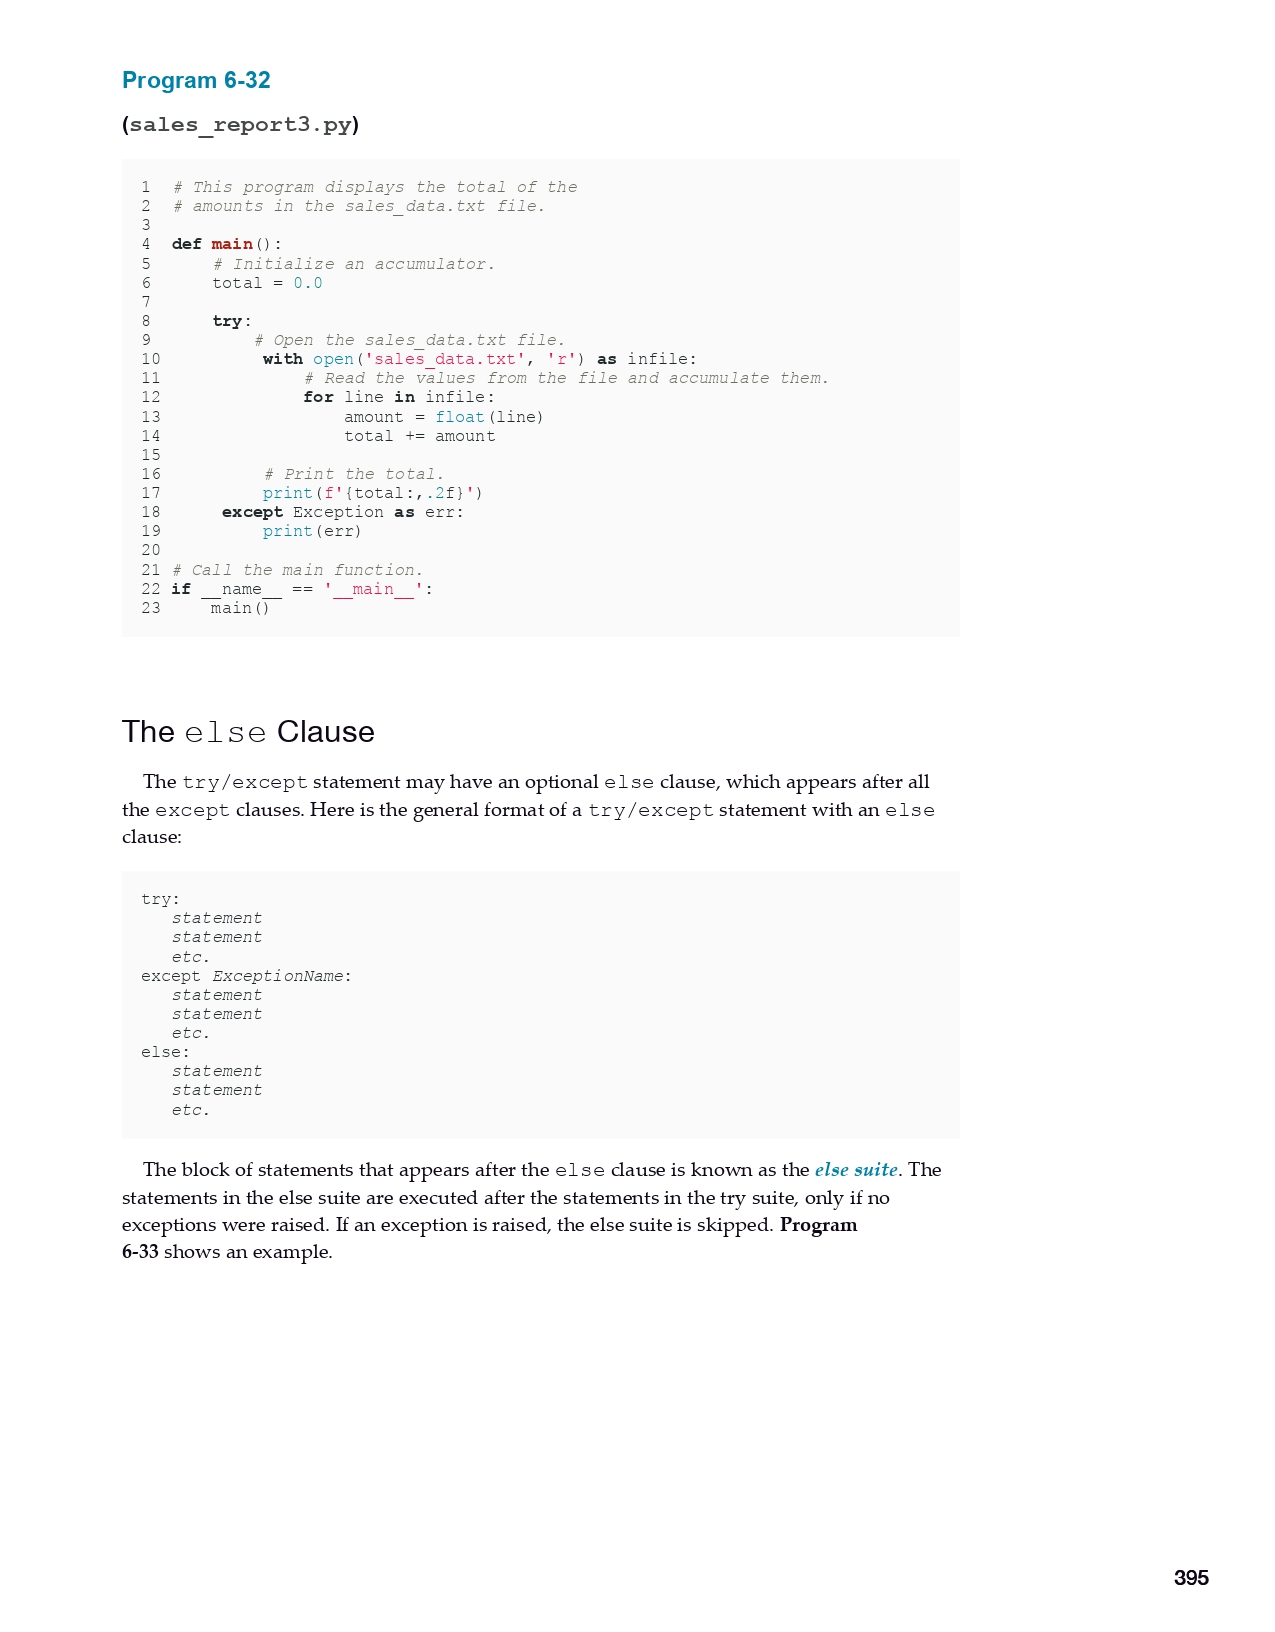 Program 6-32
(sales_report3.py)
1 # This program displays the total of the
2 # amounts in the sales_data.txt file.
3
4 def main():
5     # Initialize an accumulator.
6     total = 0.0
7
8     try:
9         # Open the sales_data.txt file.
10         with open('sales_data.txt', 'r') as infile:
11             # Read the values from the file and accumulate them.
12             for line in infile:
13                 amount = float(line)
14                 total += amount
15
16         # Print the total.
17         print(f'{total:,.2f}')
18     except Exception as err:
19         print(err)
20
21 # Call the main function.
22 if __name__ == '__main__':
23     main()
The else Clause
The try/except statement may have an optional else clause, which appears after all
the except clauses. Here is the general format of a try/except statement with an else
clause:
try:
   statement
   statement
   etc.
except ExceptionName:
   statement
   statement
   etc.
else:
   statement
   statement
   etc.
The block of statements that appears after the else clause is known as the else suite. The
statements in the else suite are executed after the statements in the try suite, only if no
exceptions were raised. If an exception is raised, the else suite is skipped. Program
6-33 shows an example.
395